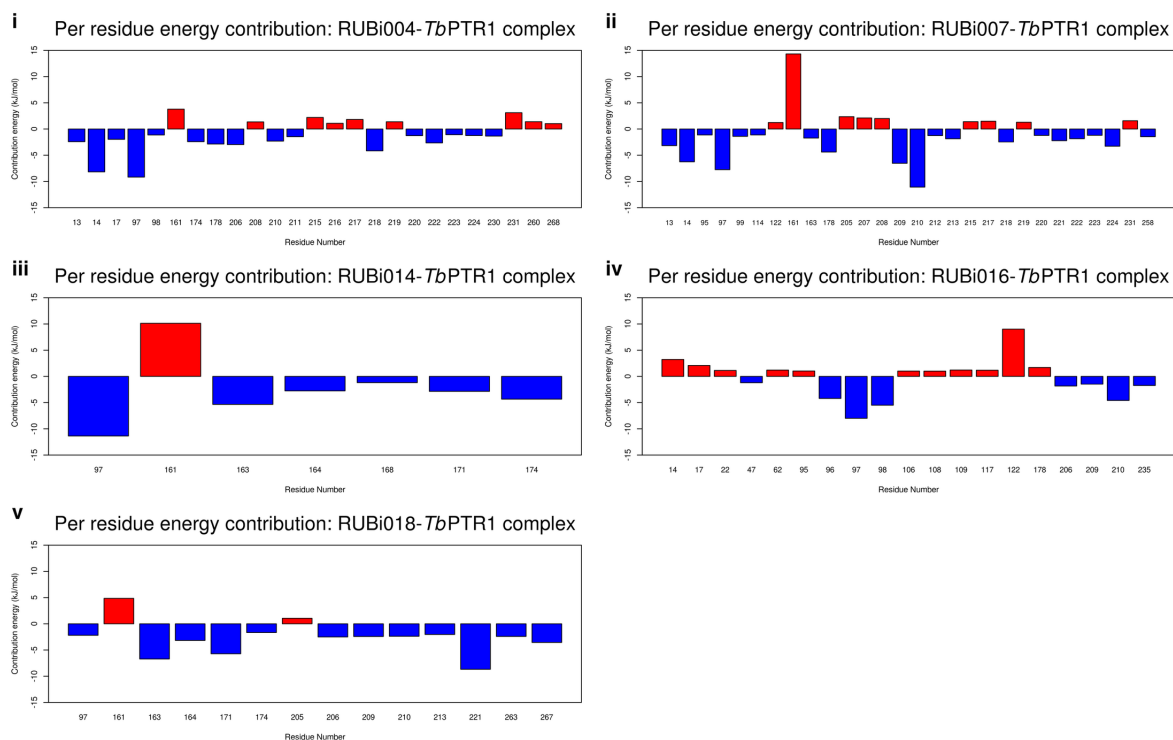 i
Per residue energy contribution: RUBi004-TbPTR1 complex
Contribution energy (kJ/mol)
15
10
5
0
-5
-10
-15
13 14 17 97 98 161 174 178 206 208 210 211 215 216 217 218 219 220 222 223 224 230 231 260 268
Residue Number
ii
Per residue energy contribution: RUBi007-TbPTR1 complex
Contribution energy (kJ/mol)
15
10
5
0
-5
-10
-15
13 14 95 97 99 114 122 161 163 178 205 207 208 209 210 212 213 215 217 218 219 220 221 222 223 224 231 258
Residue Number
iii
Per residue energy contribution: RUBi014-TbPTR1 complex
Contribution energy (kJ/mol)
15
10
5
0
-5
-10
-15
97 161 163 164 168 171 174
Residue Number
iv
Per residue energy contribution: RUBi016-TbPTR1 complex
Contribution energy (kJ/mol)
15
10
5
0
-5
-10
-15
14 17 22 47 62 95 96 97 98 106 108 109 117 122 178 206 209 210 235
Residue Number
v
Per residue energy contribution: RUBi018-TbPTR1 complex
Contribution energy (kJ/mol)
15
10
5
0
-5
-10
-15
97 161 163 164 171 174 205 206 209 210 213 221 263 267
Residue Number